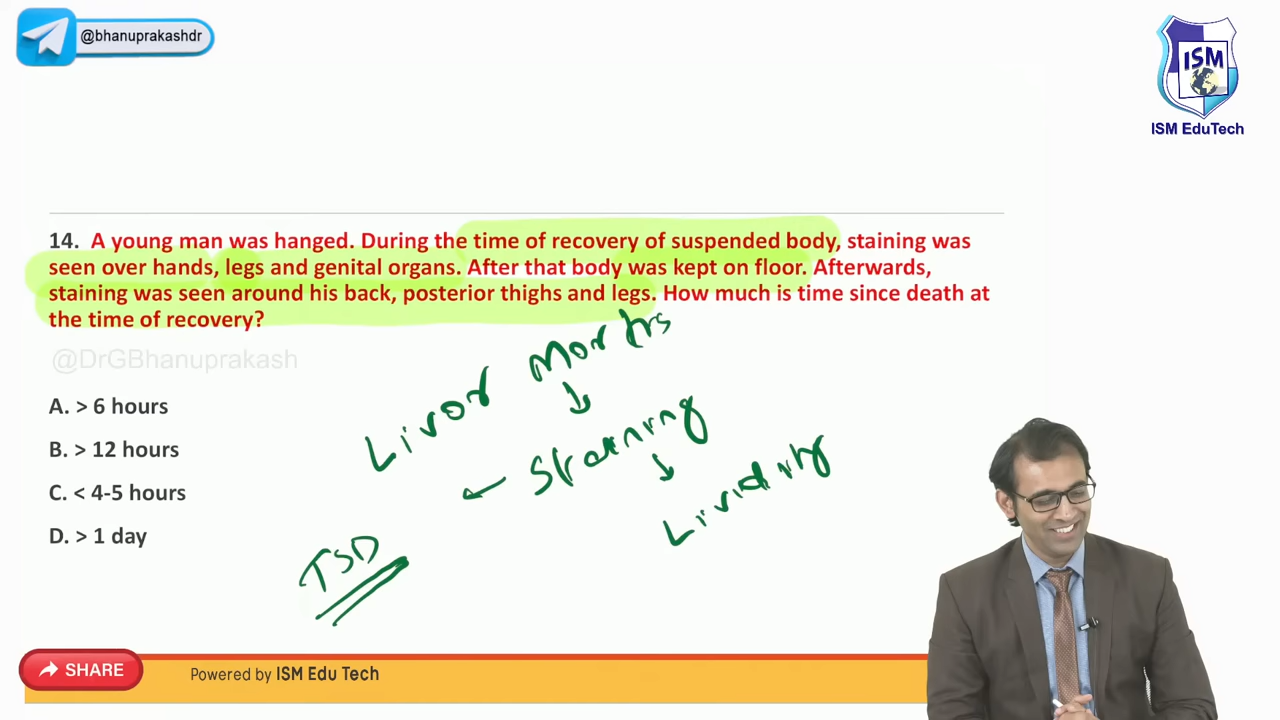 @bhanuprakashdr
ISM
ISM EduTech
14. A young man was hanged. During the time of recovery of suspended body, staining was
seen over hands, legs and genital organs. After that body was kept on floor. Afterwards,
staining was seen around his back, posterior thighs and legs. How much is time since death at
the time of recovery?
@DrGBhanuprakash
A. > 6 hours
B. > 12 hours
C. < 4-5 hours
D. > 1 day
Livor Mortis
Staining
Lividity
TSD
SHARE
Powered by ISM Edu Tech